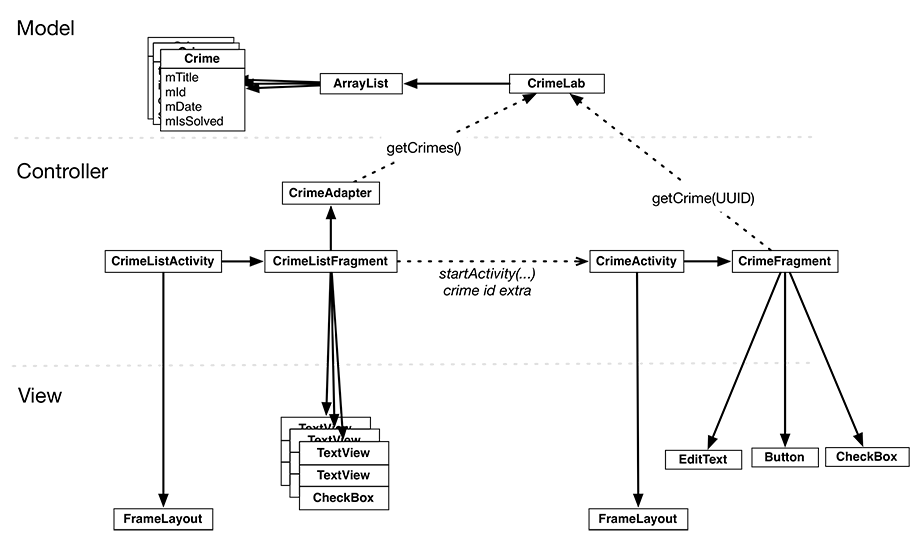 Model
Crime
mTitle
mId
mDate
mIsSolved
ArrayList
CrimeLab
getCrimes()
Controller
CrimeAdapter
getCrime(UUID)
CrimeListActivity
CrimeListFragment
startActivity(...)
crime id extra
CrimeActivity
CrimeFragment
View
TextView
TextView
TextView
TextView
CheckBox
EditText
Button
CheckBox
FrameLayout
FrameLayout